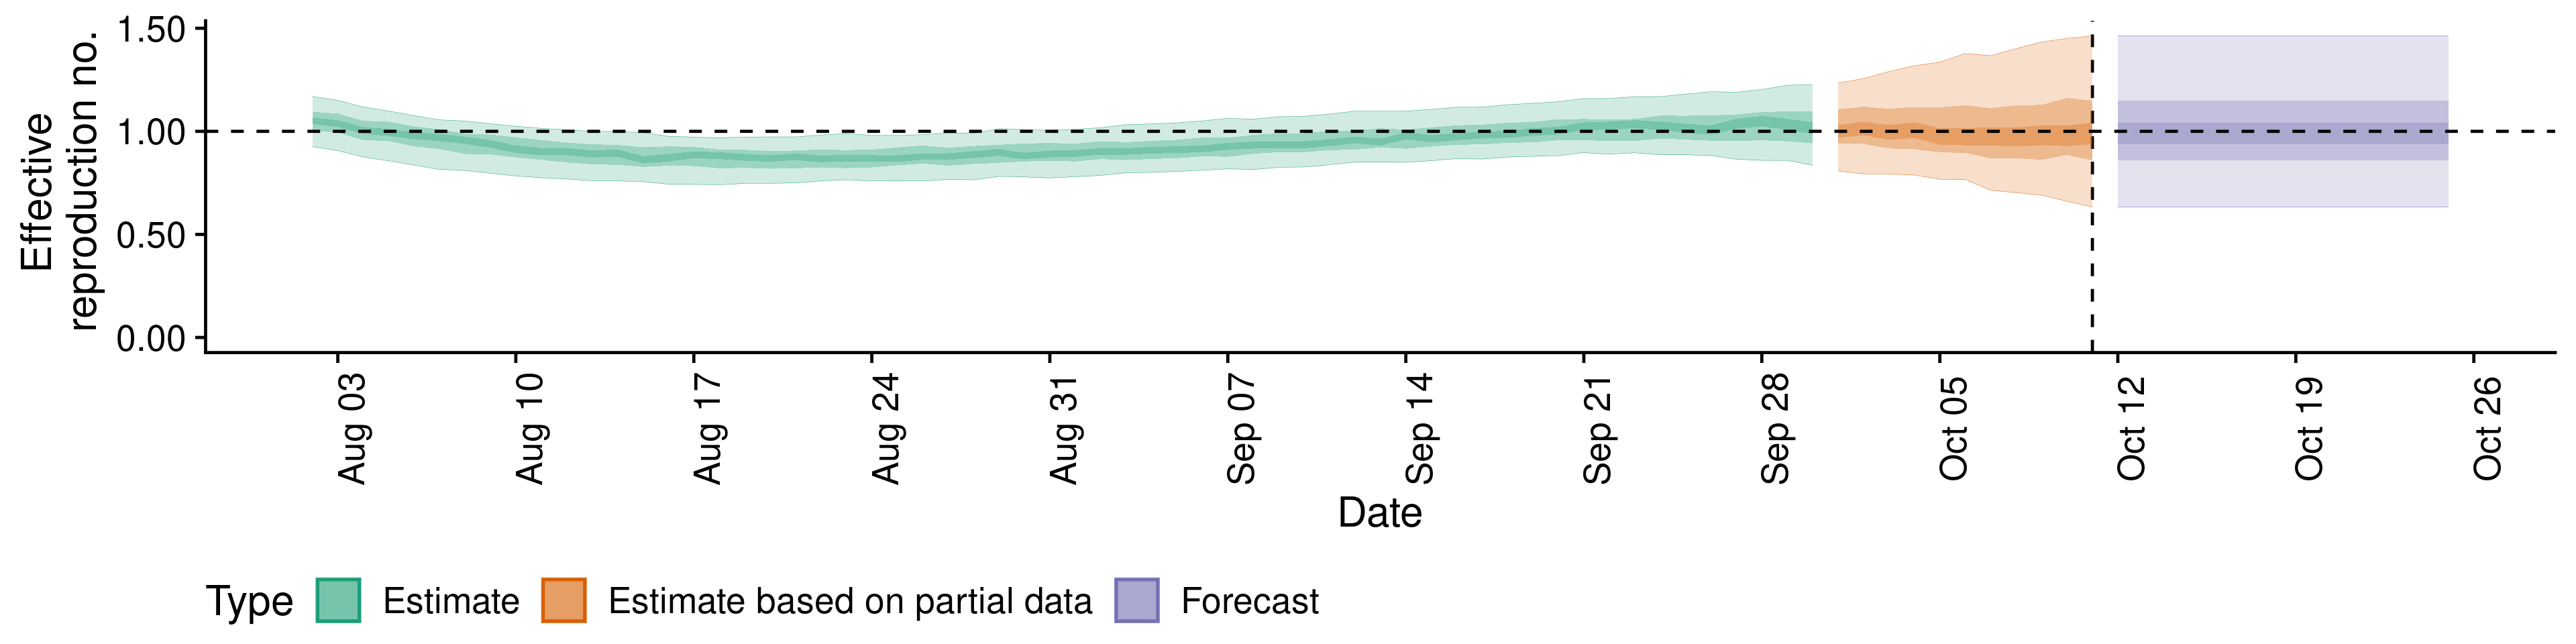 Effective
reproduction no.
1.50
1.00
0.50
0.00
Aug 03
Aug 10
Aug 17
Aug 24
Aug 31
Sep 07
Sep 14
Sep 21
Sep 28
Oct 05
Oct 12
Oct 19
Oct 26
Date
Type Estimate Estimate based on partial data Forecast